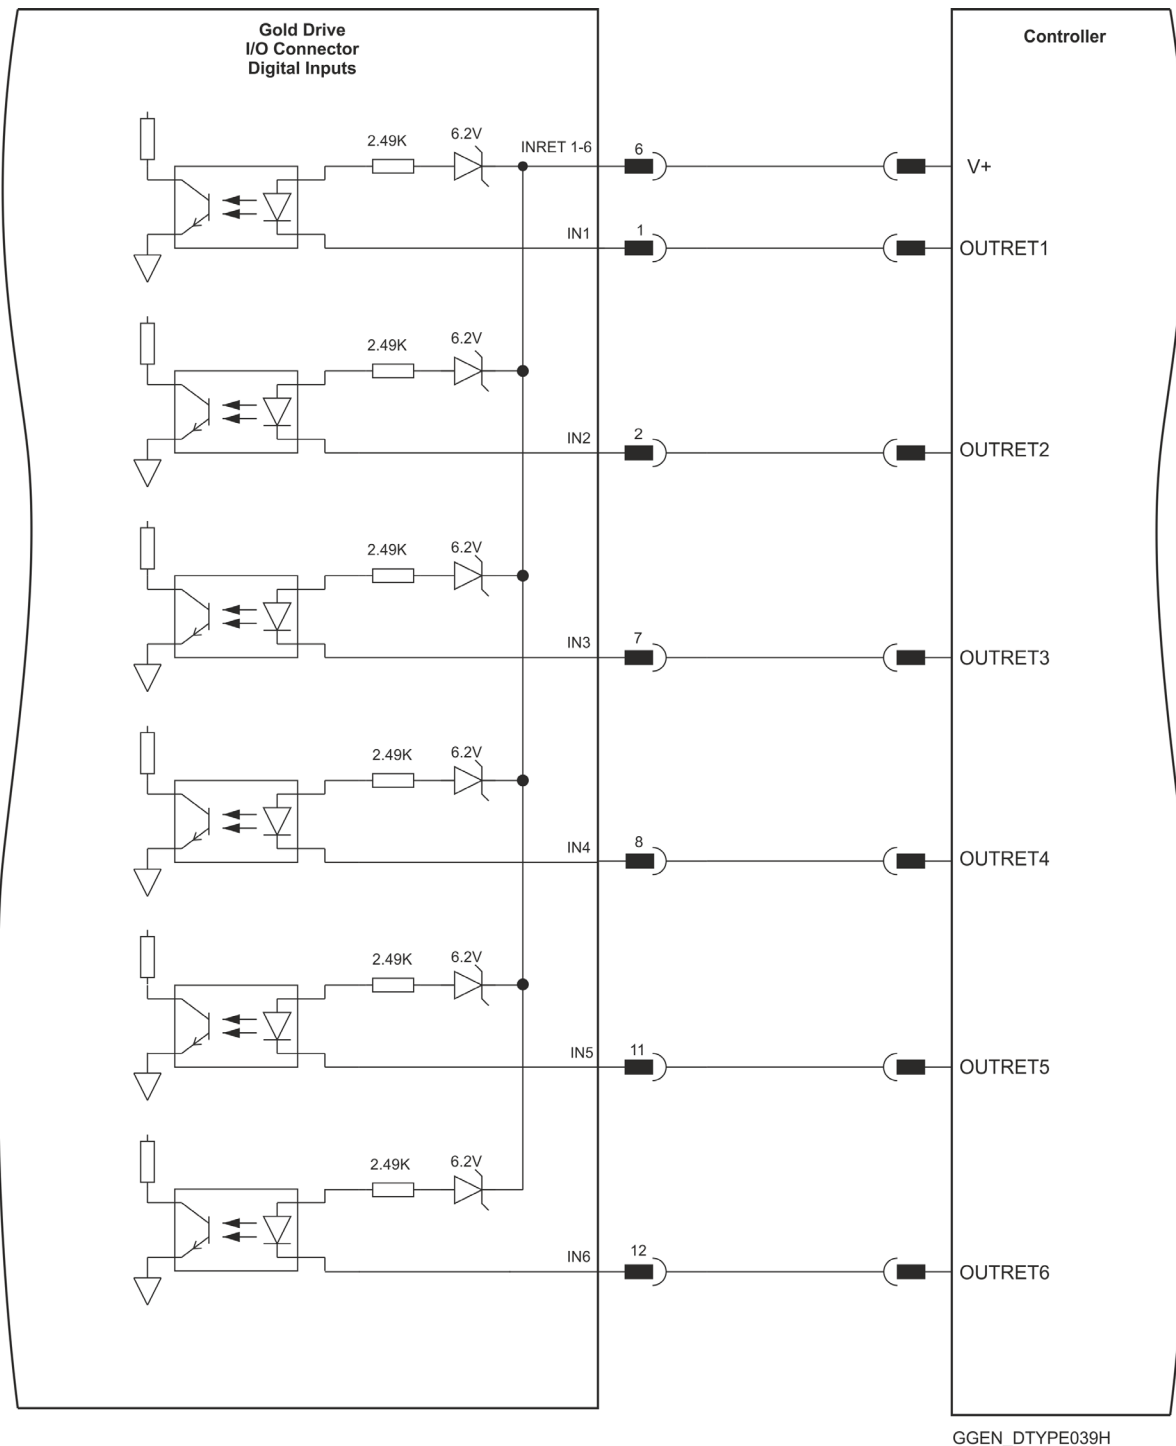 Gold Drive
I/O Connector
Digital Inputs
Controller
2.49K
6.2V
INRET 1-6
6
V+
IN1
1
OUTRET1
2.49K
6.2V
IN2
2
OUTRET2
2.49K
6.2V
IN3
7
OUTRET3
2.49K
6.2V
IN4
8
OUTRET4
2.49K
6.2V
IN5
11
OUTRET5
2.49K
6.2V
IN6
12
OUTRET6
GGEN_DTYPE039H